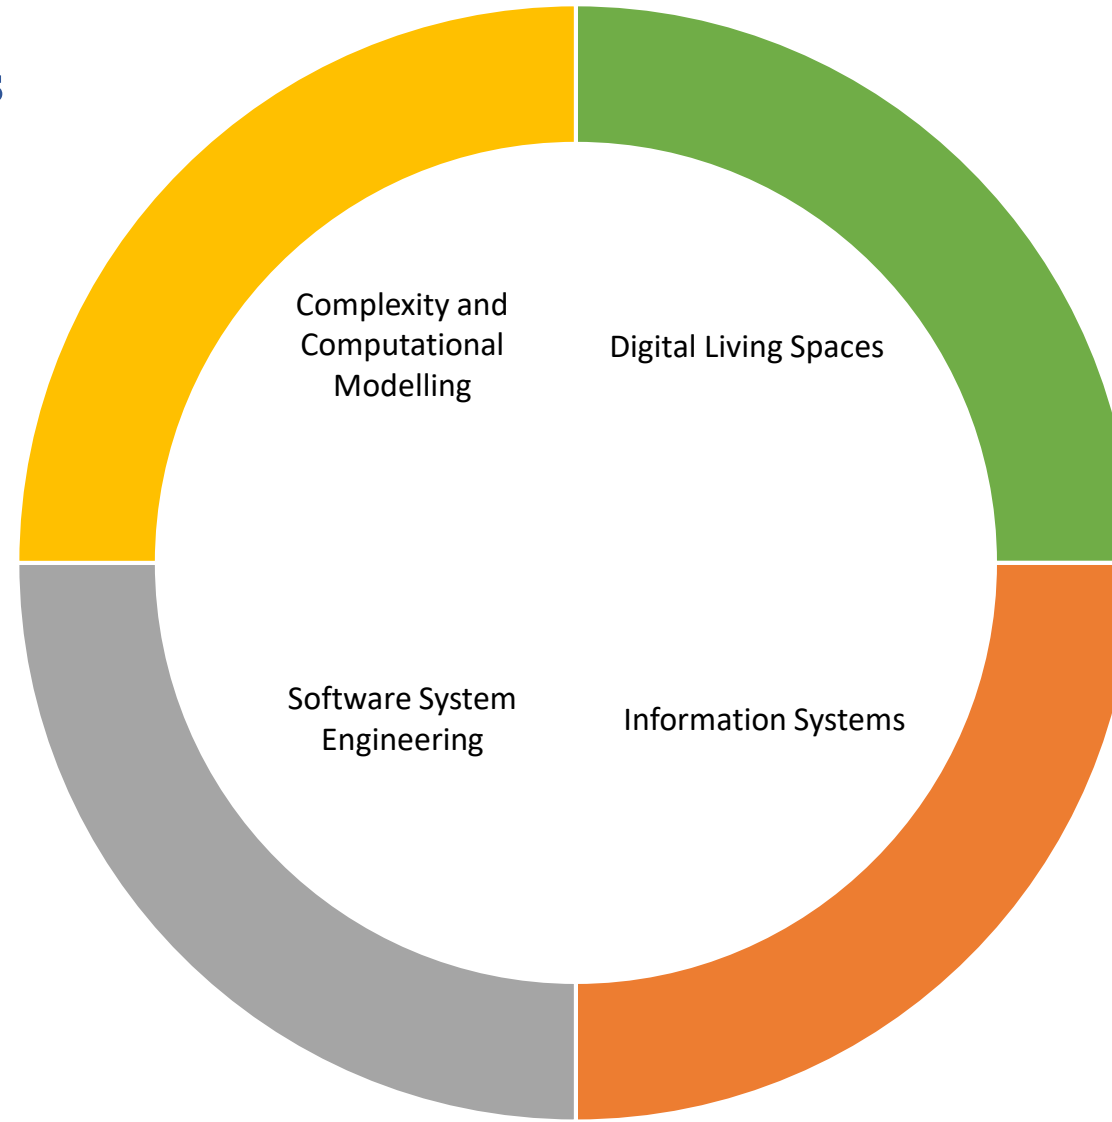 Complexity and
Computational
Modelling
Digital Living Spaces
Software System
Engineering
Information Systems